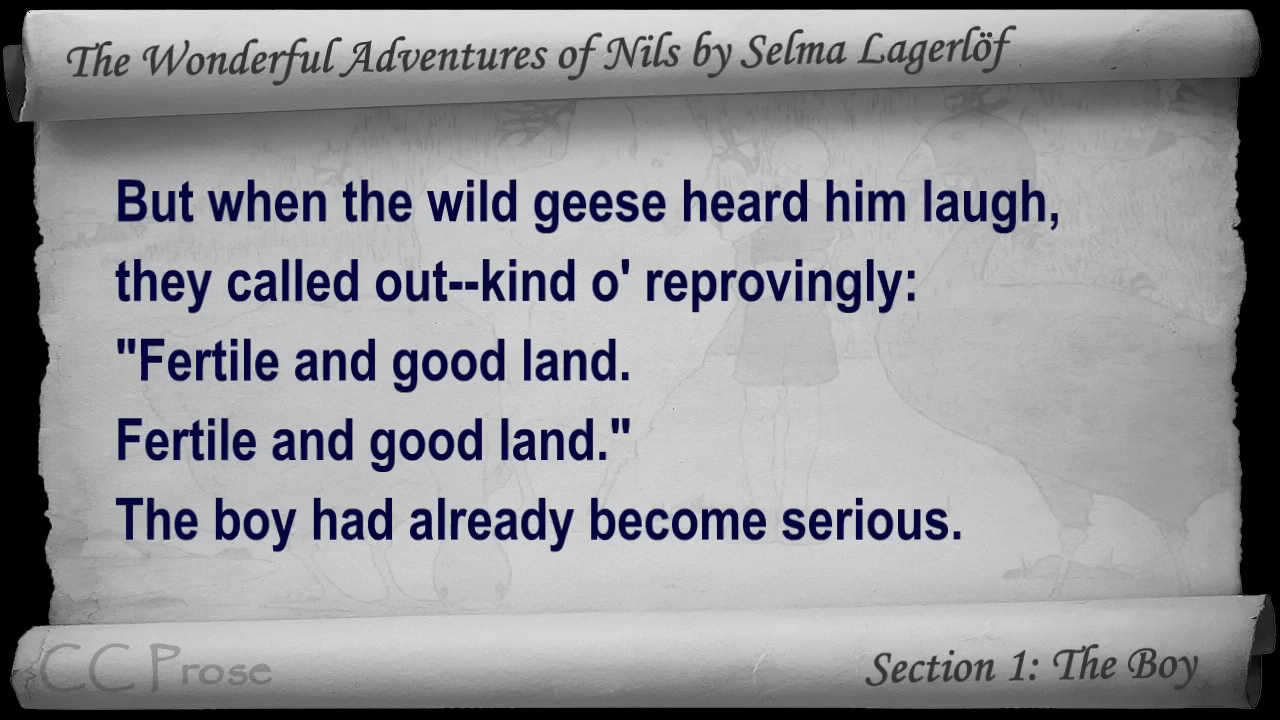 The Wonderful Adventures of Nils by Selma Lagerlöf
But when the wild geese heard him laugh,
they called out--kind o' reprovingly:
"Fertile and good land.
Fertile and good land."
The boy had already become serious.
CC Prose
Section 1: The Boy